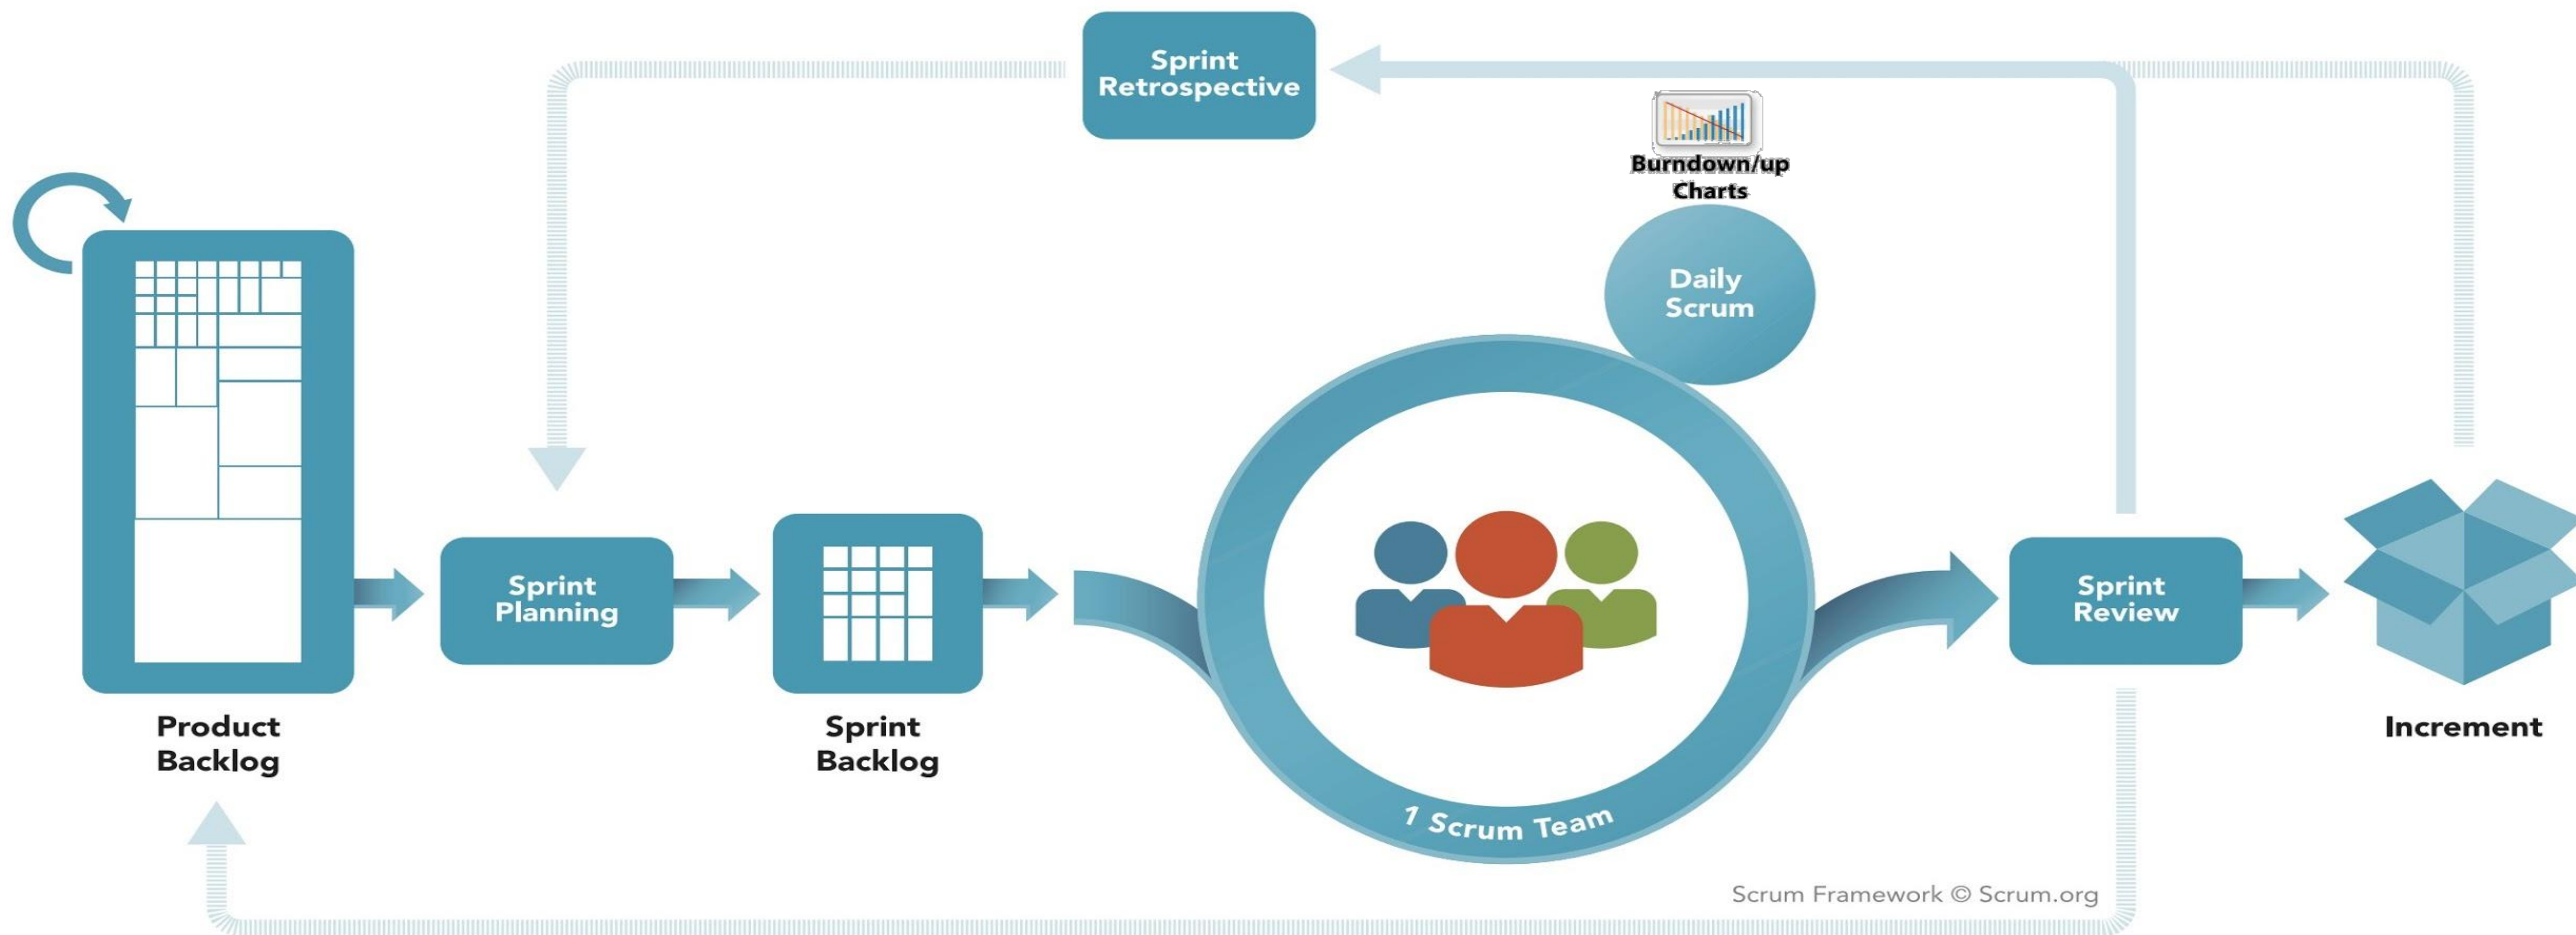 Sprint
Retrospective
Burndown/up
Charts
Daily
Scrum
Sprint
Planning
Sprint
Review
Product
Backlog
Sprint
Backlog
Increment
1 Scrum Team
Scrum Framework © Scrum.org